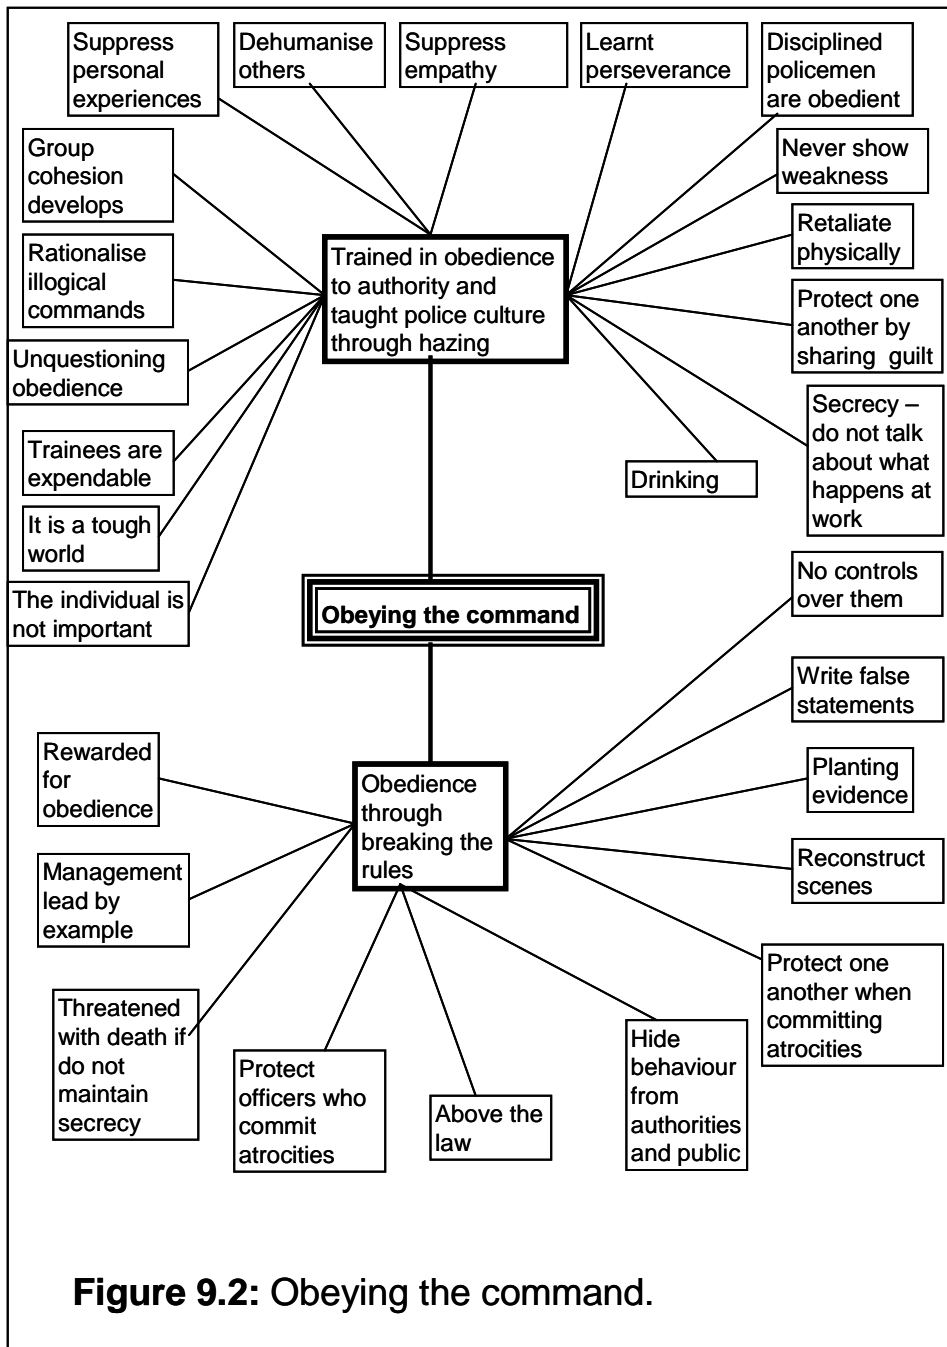 Suppress
personal
experiences
Dehumanise
others
Suppress
empathy
Learnt
perseverance
Disciplined
policemen
are obedient
Group
cohesion
develops
Never show
weakness
Rationalise
illogical
commands
Trained in obedience
to authority and
taught police culture
through hazing
Retaliate
physically
Unquestioning
obedience
Protect one
another by
sharing guilt
Trainees are
expendable
Drinking
Secrecy –
do not talk
about what
happens at
work
It is a tough
world
The individual is
not important
Obeying the command
No controls
over them
Write false
statements
Rewarded
for
obedience
Obedience
through
breaking the
rules
Planting
evidence
Management
lead by
example
Reconstruct
scenes
Threatened
with death if
do not
maintain
secrecy
Protect
officers who
commit
atrocities
Above the
law
Hide
behaviour
from
authorities
and public
Protect one
another when
committing
atrocities
Figure 9.2: Obeying the command.